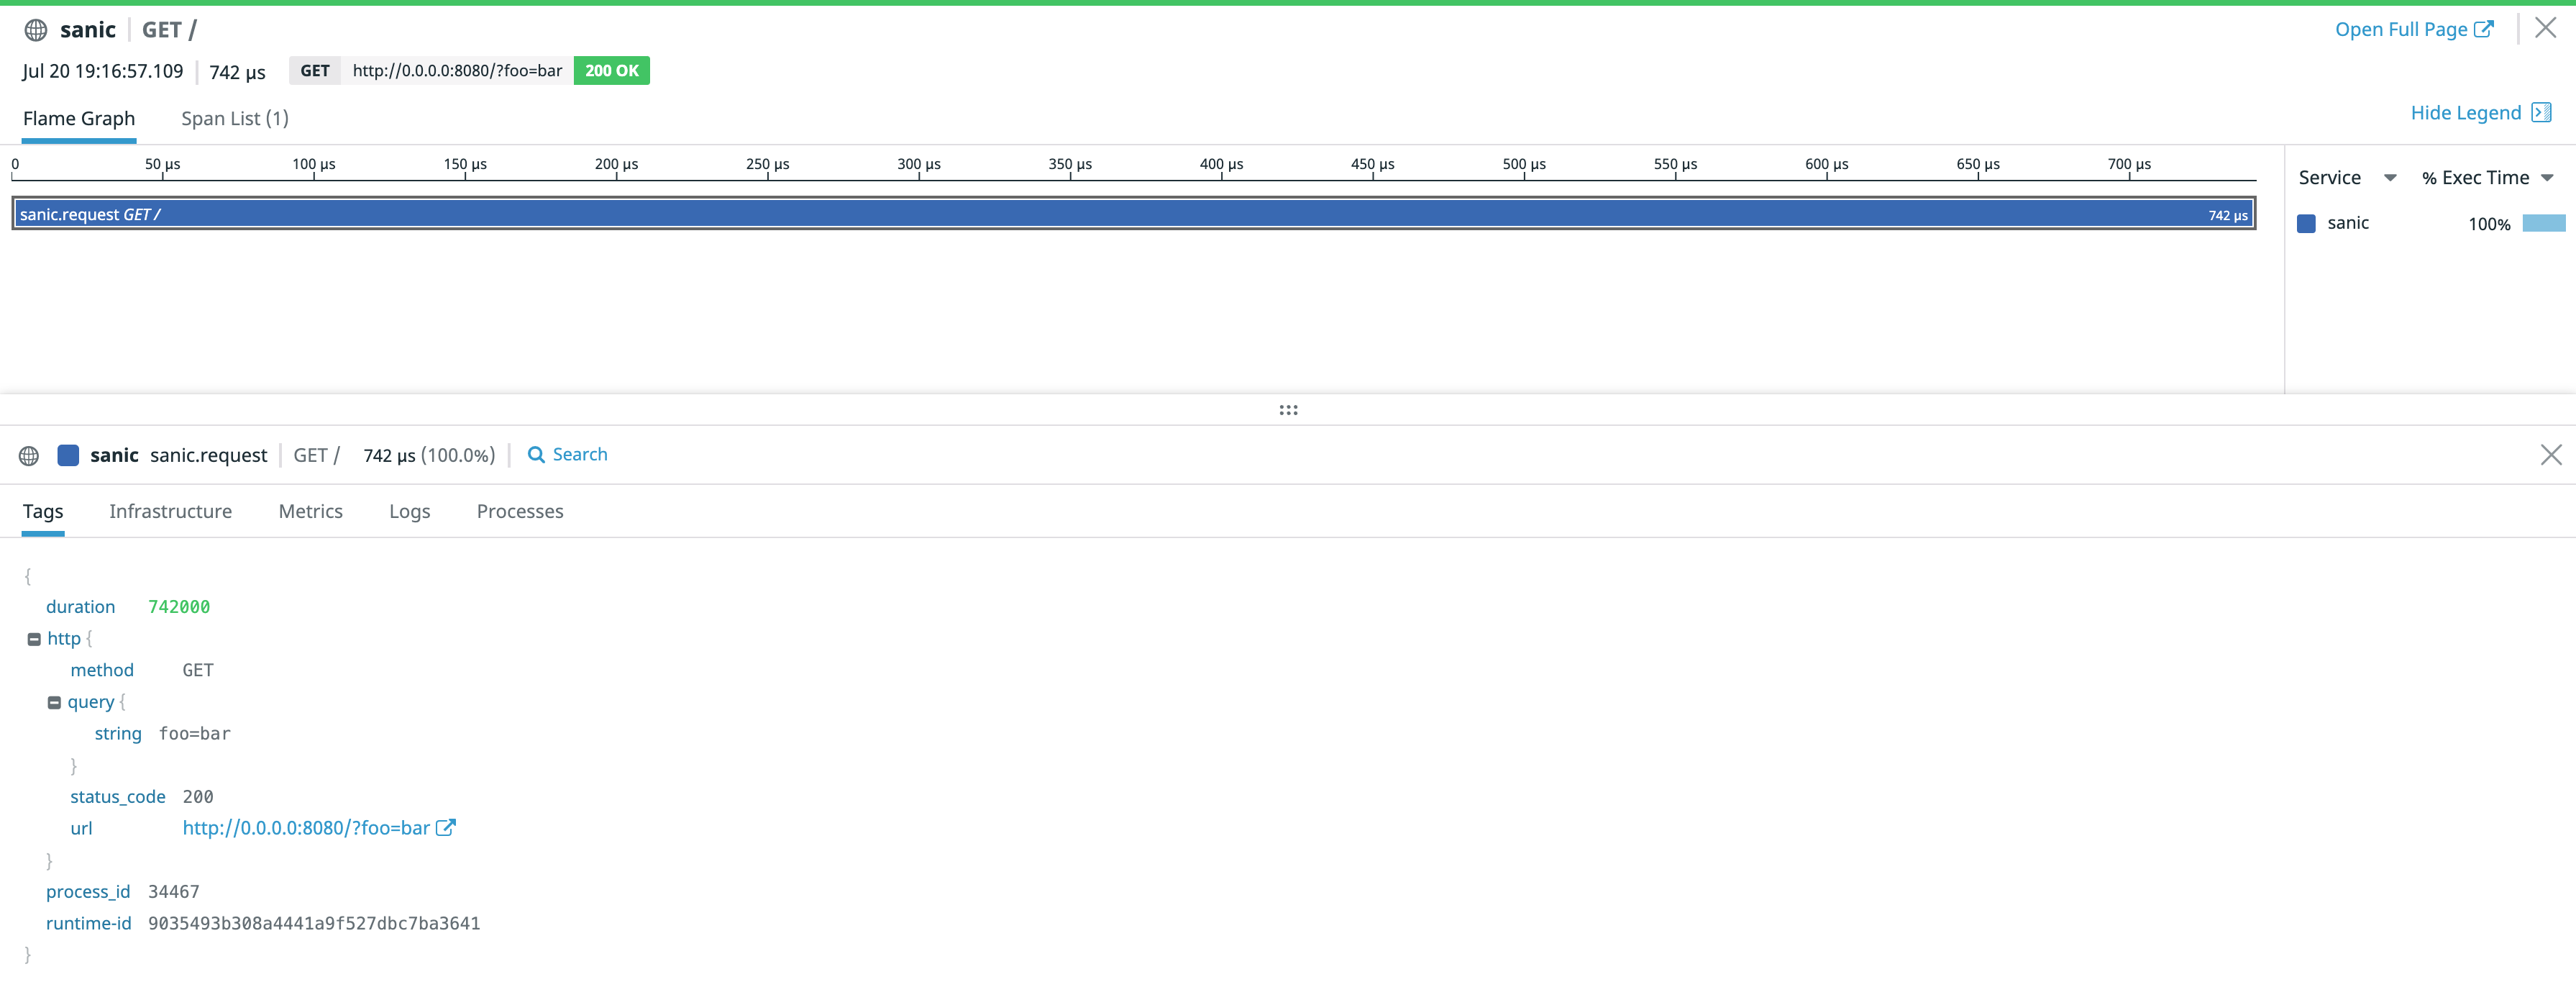 sanic GET /
Open Full Page
Jul 20 19:16:57.109 742 µs GET http://0.0.0.0:8080/?foo=bar 200 OK
Flame Graph Span List (1)
Hide Legend
0 50 µs 100 µs 150 µs 200 µs 250 µs 300 µs 350 µs 400 µs 450 µs 500 µs 550 µs 600 µs 650 µs 700 µs
Service % Exec Time
sanic.request GET / 742 µs
sanic 100%
sanic sanic.request GET / 742 µs (100.0%) Search
Tags Infrastructure Metrics Logs Processes
{
duration 742000
http {
method GET
query {
string foo=bar
}
status_code 200
url http://0.0.0.0:8080/?foo=bar
}
process_id 34467
runtime-id 9035493b308a4441a9f527dbc7ba3641
}